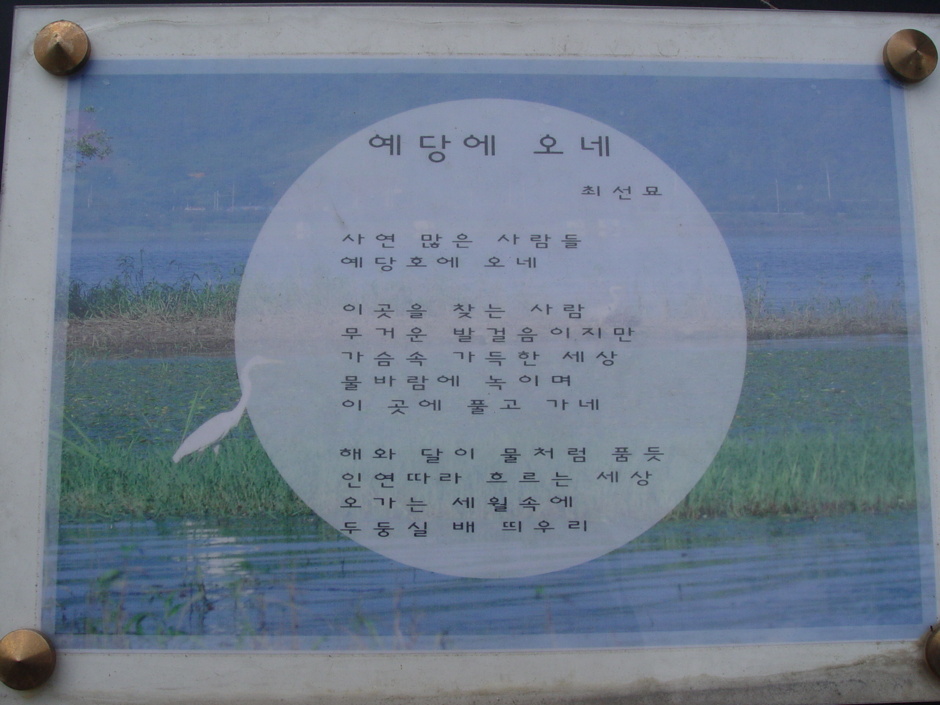 예당에 오네
최선묘
사연 많은 사람들
예당호에 오네
이곳을 찾는 사람
무거운 발걸음이지만
가슴속 가득한 세상
물바람에 녹이며
이 곳에 풀고 가네
해와 달이 물처럼 품듯
인연따라 흐르는 세상
오가는 세월속에
두둥실 배 띄우리